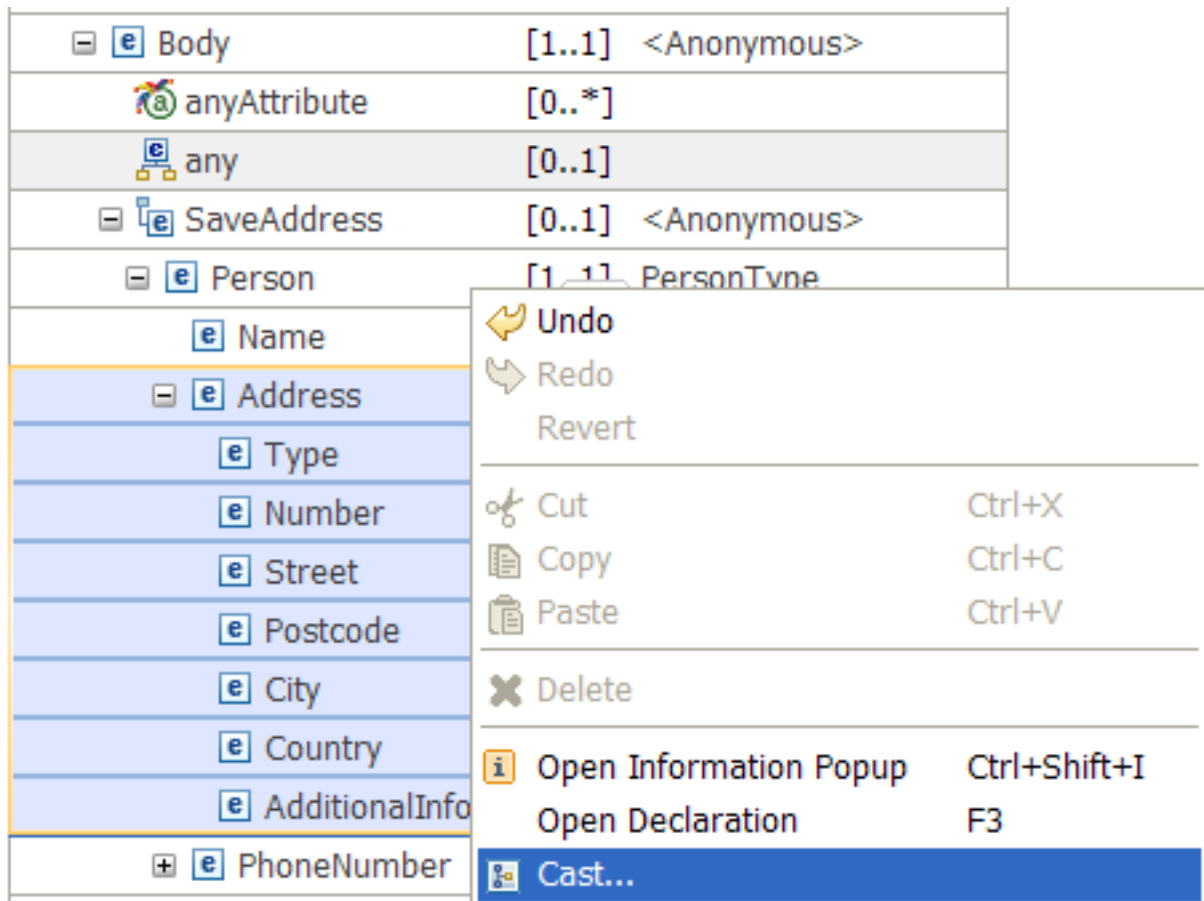 Body [1..1] <Anonymous>
anyAttribute [0..*]
any [0..1]
SaveAddress [0..1] <Anonymous>
Person [1..1] PersonType
Name
Undo
Address
Redo
Revert
Type
Number
Cut Ctrl+X
Street
Copy Ctrl+C
Postcode
Paste Ctrl+V
City
Delete
Country
Open Information Popup Ctrl+Shift+I
AdditionalInfo
Open Declaration F3
PhoneNumber
Cast...